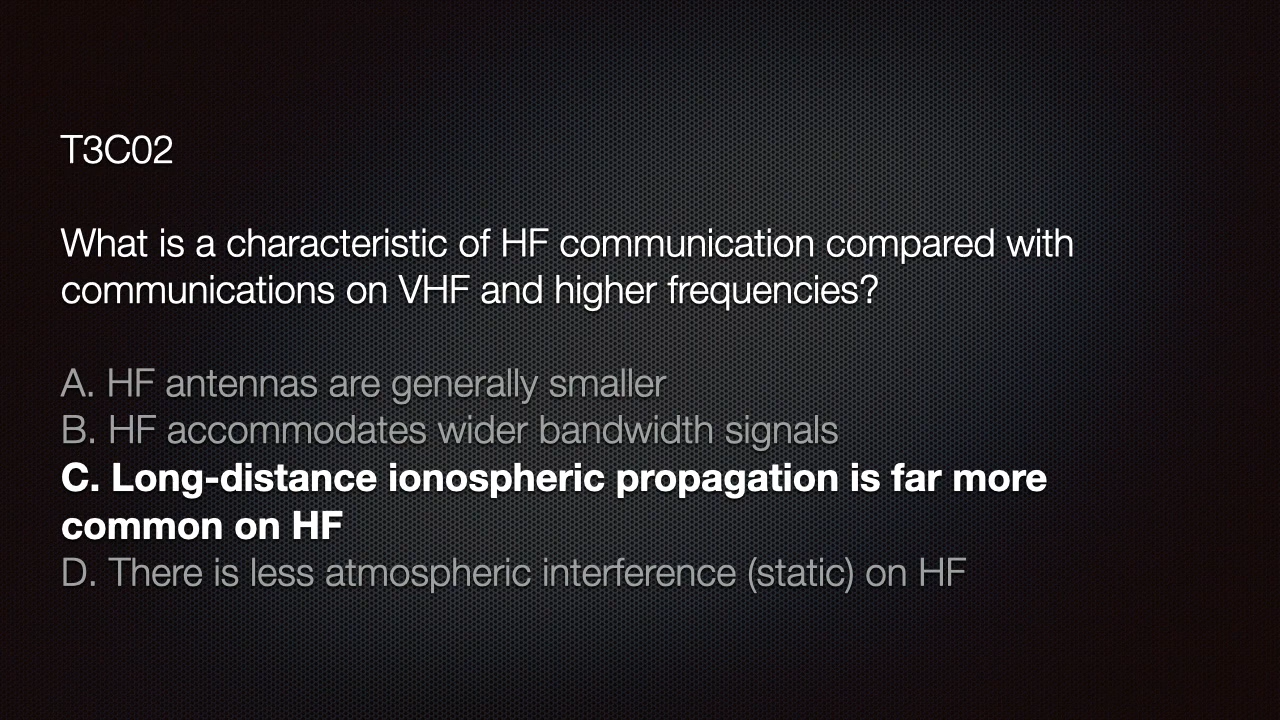 T3C02
What is a characteristic of HF communication compared with
communications on VHF and higher frequencies?
A. HF antennas are generally smaller
B. HF accommodates wider bandwidth signals
C. Long-distance ionospheric propagation is far more
common on HF
D. There is less atmospheric interference (static) on HF